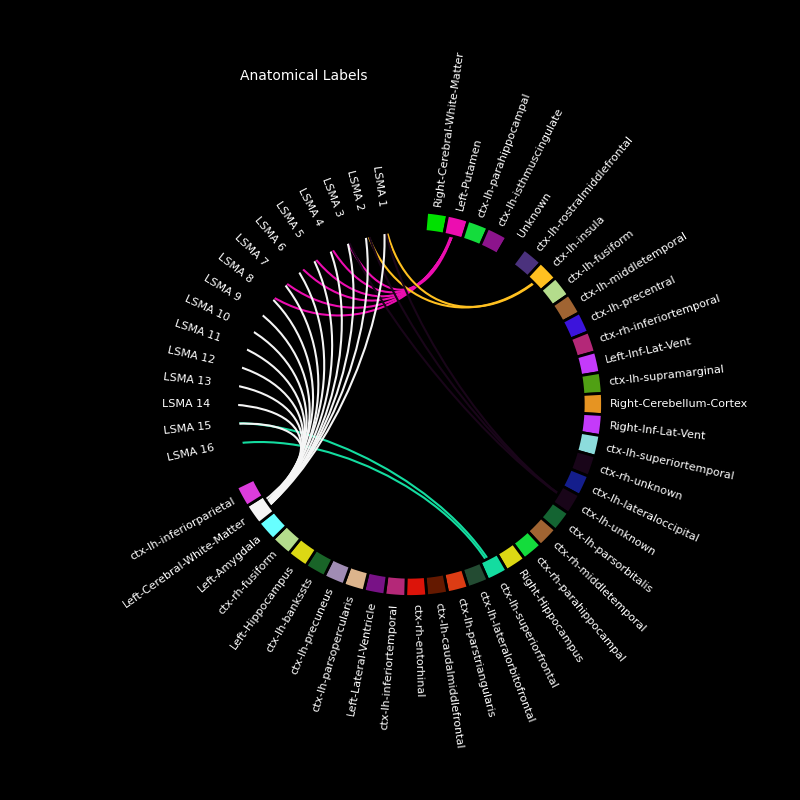 Anatomical Labels
Right-Cerebral-White-Matter
Left-Putamen
ctx-lh-parahippocampal
ctx-lh-isthmuscingulate
Unknown
ctx-lh-rostralmiddlefrontal
ctx-lh-insula
ctx-lh-fusiform
ctx-lh-middletemporal
ctx-lh-precentral
ctx-rh-inferiortemporal
Left-Inf-Lat-Vent
ctx-lh-supramarginal
Right-Cerebellum-Cortex
Right-Inf-Lat-Vent
ctx-lh-superiortemporal
ctx-rh-unknown
ctx-lh-lateraloccipital
ctx-lh-unknown
ctx-lh-parsorbitalis
ctx-rh-middletemporal
ctx-rh-parahippocampal
Right-Hippocampus
ctx-lh-superiorfrontal
ctx-lh-lateralorbitofrontal
ctx-lh-parstriangularis
ctx-lh-caudalmiddlefrontal
ctx-rh-entorhinal
ctx-lh-inferiortemporal
Left-Lateral-Ventricle
ctx-lh-parsopercularis
ctx-lh-precuneus
ctx-lh-bankssts
Left-Hippocampus
ctx-rh-fusiform
Left-Amygdala
Left-Cerebral-White-Matter
ctx-lh-inferiorparietal
LSMA 16
LSMA 15
LSMA 14
LSMA 13
LSMA 12
LSMA 11
LSMA 10
LSMA 9
LSMA 8
LSMA 7
LSMA 6
LSMA 5
LSMA 4
LSMA 3
LSMA 2
LSMA 1